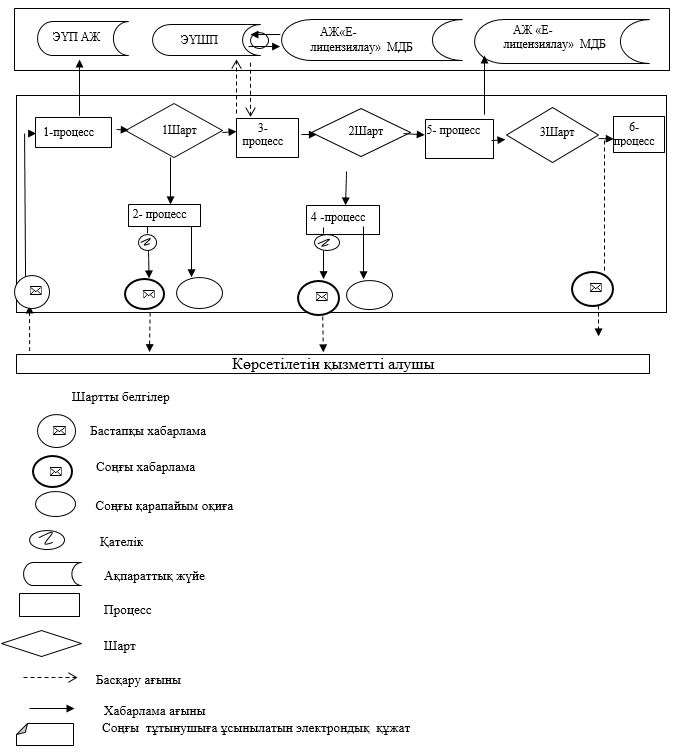 ЭҮП АЖ
ЭҮШП
АЖ«Е-
лицензиялау» МДБ
АЖ «Е-
лицензиялау» МДБ
1-процесс
1Шарт
3-
процесс
2Шарт
5- процесс
3Шарт
6-
процесс
2- процесс
4 -процесс
Көрсетілетін қызметті алушы
Шартты белгілер
Бастапқы хабарлама
Соңғы хабарлама
Соңғы қарапайым оқиға
Қателік
Ақпараттық жүйе
Процесс
Шарт
Басқару ағыны
Хабарлама ағыны
Соңғы тұтынушыға ұсынылатын электрондық құжат